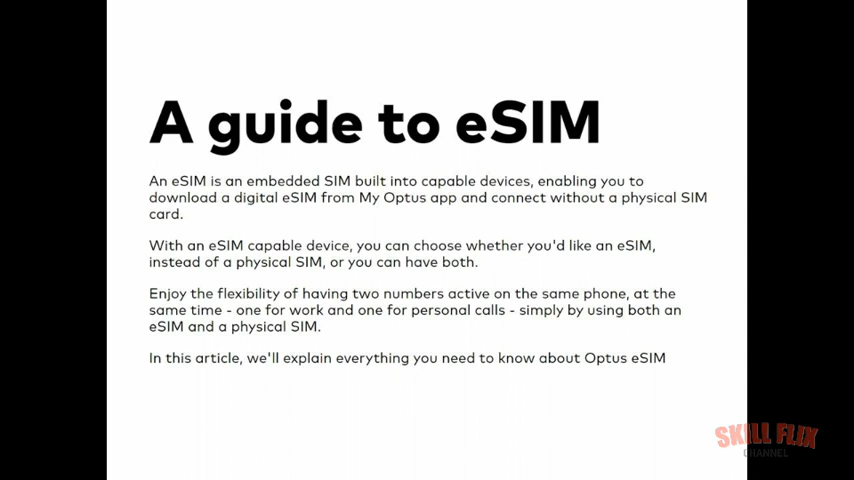 A guide to eSIM
An eSIM is an embedded SIM built into capable devices, enabling you to
download a digital eSIM from My Optus app and connect without a physical SIM
card.
With an eSIM capable device, you can choose whether you'd like an eSIM,
instead of a physical SIM, or you can have both.
Enjoy the flexibility of having two numbers active on the same phone, at the
same time - one for work and one for personal calls - simply by using both an
eSIM and a physical SIM.
In this article, we'll explain everything you need to know about Optus eSIM
SKILL FLIX
CHANNEL